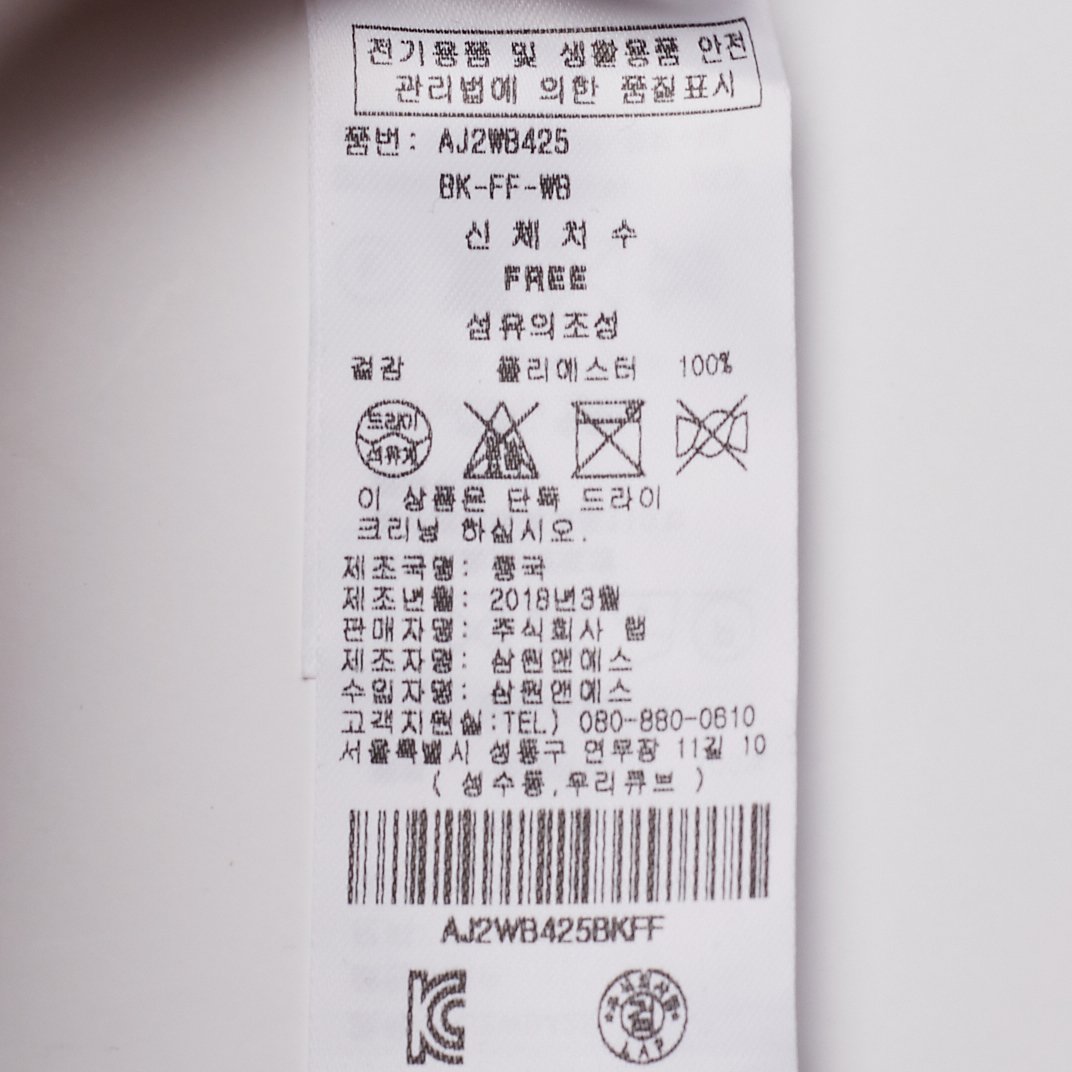 전기용품 및 생활용품 안전
관리법에 의한 품질표시
품번: AJ2WB425
BK-FF-WB
신 체 치 수
FREE
섬유의조성
겉감 폴리에스터 100%
드라이
석유계
이 상품은 단독 드라이
크리닝 하십시오.
제조국명: 중국
제조년월: 2018년3월
판매자명: 주식회사 랩
제조자명: 삼원앤에스
수입자명: 삼원앤에스
고객지원실:TEL) 080-880-0610
서울특별시 성동구 연무장 11길 10
( 성수동,우리큐브 )
AJ2WB425BKFF
KC
LAP